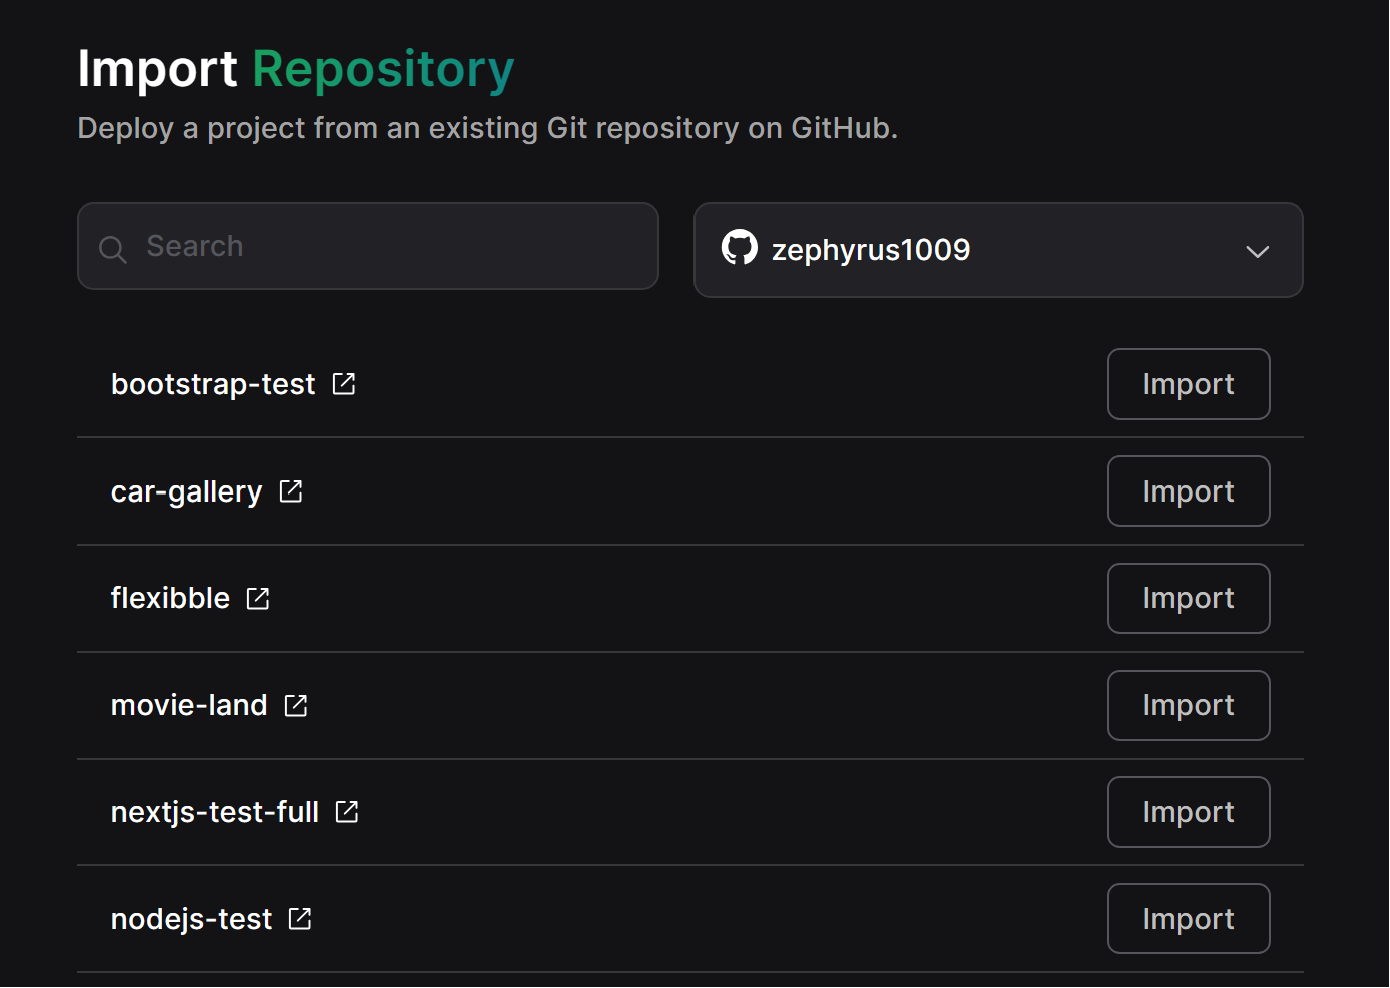 Import Repository
Deploy a project from an existing Git repository on GitHub.
Search
zephyrus1009
bootstrap-test
Import
car-gallery
Import
flexibble
Import
movie-land
Import
nextjs-test-full
Import
nodejs-test
Import